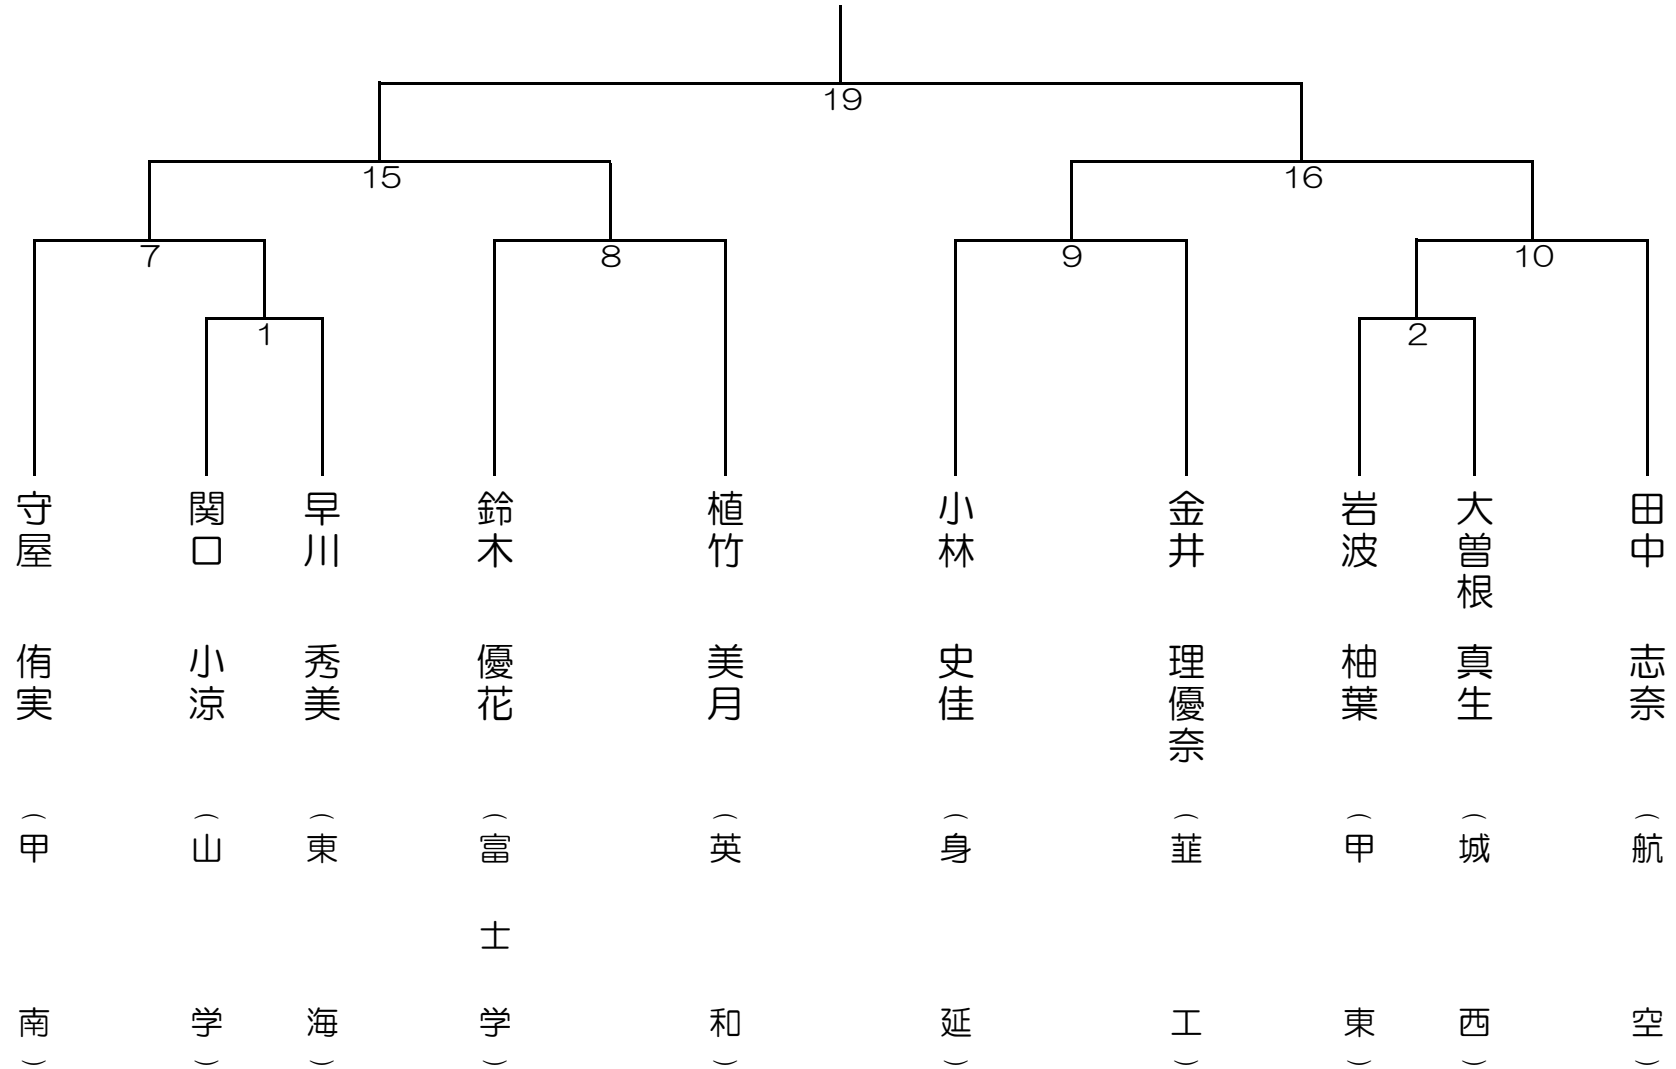 19
15
16
7
8
9
10
1
2
守屋 侑実 (甲南)
関口 小涼 (山学)
早川 秀美 (東海)
鈴木 優花 (富士学)
植竹 美月 (英和)
小林 史佳 (身延)
金井 理優奈 (韮工)
岩波 柚葉 (甲東)
大曽根 真生 (城西)
田中 志奈 (航空)